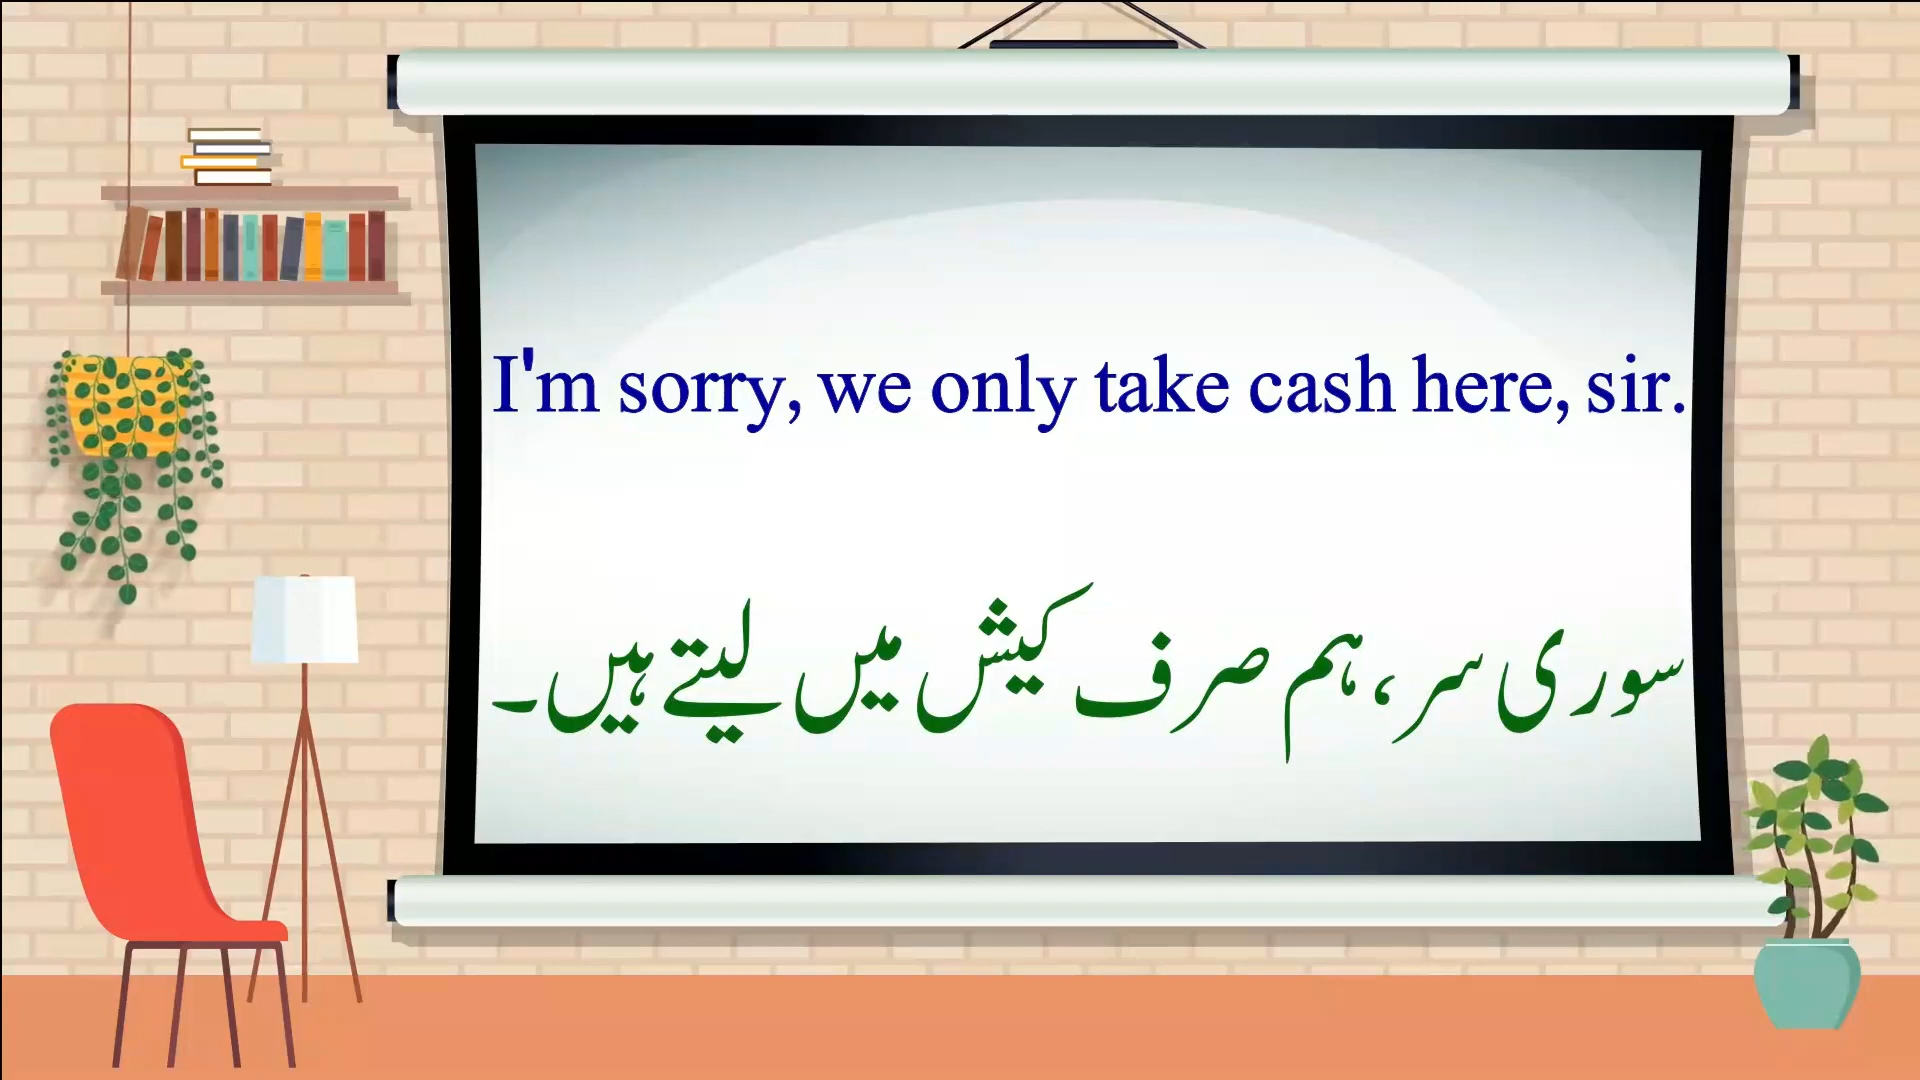 I'm sorry, we only take cash here, sir.
سوری سر، ہم صرف کیش میں لیتے ہیں۔